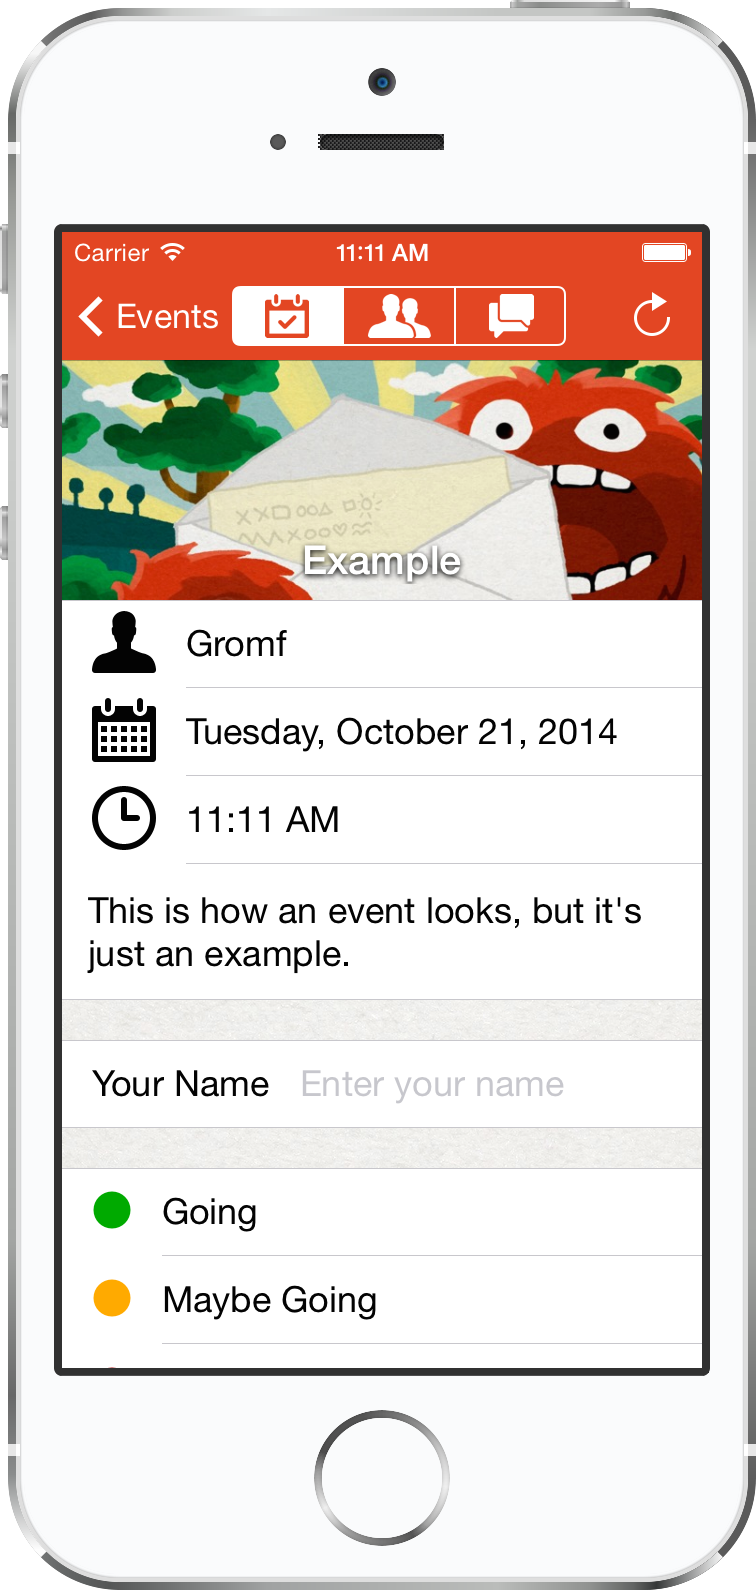 Carrier 11:11 AM
Events
Example
Gromf
Tuesday, October 21, 2014
11:11 AM
This is how an event looks, but it's
just an example.
Your Name Enter your name
Going
Maybe Going